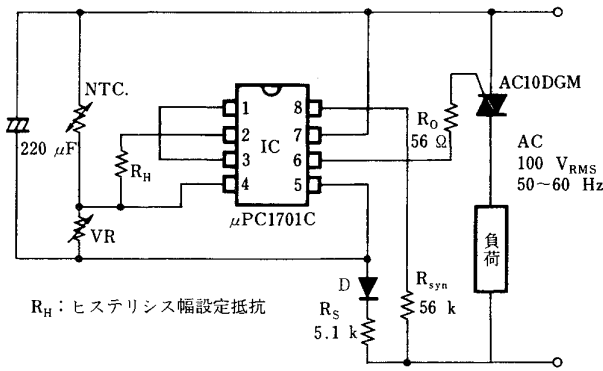 NTC.
220 μF
R_H
VR
1
2
3
4
IC
8
7
6
5
μPC1701C
R_O
56 Ω
AC10DGM
AC
100 V_RMS
50～60 Hz
負荷
D
R_S
5.1 k
R_syn
56 k
R_H：ヒステリシス幅設定抵抗